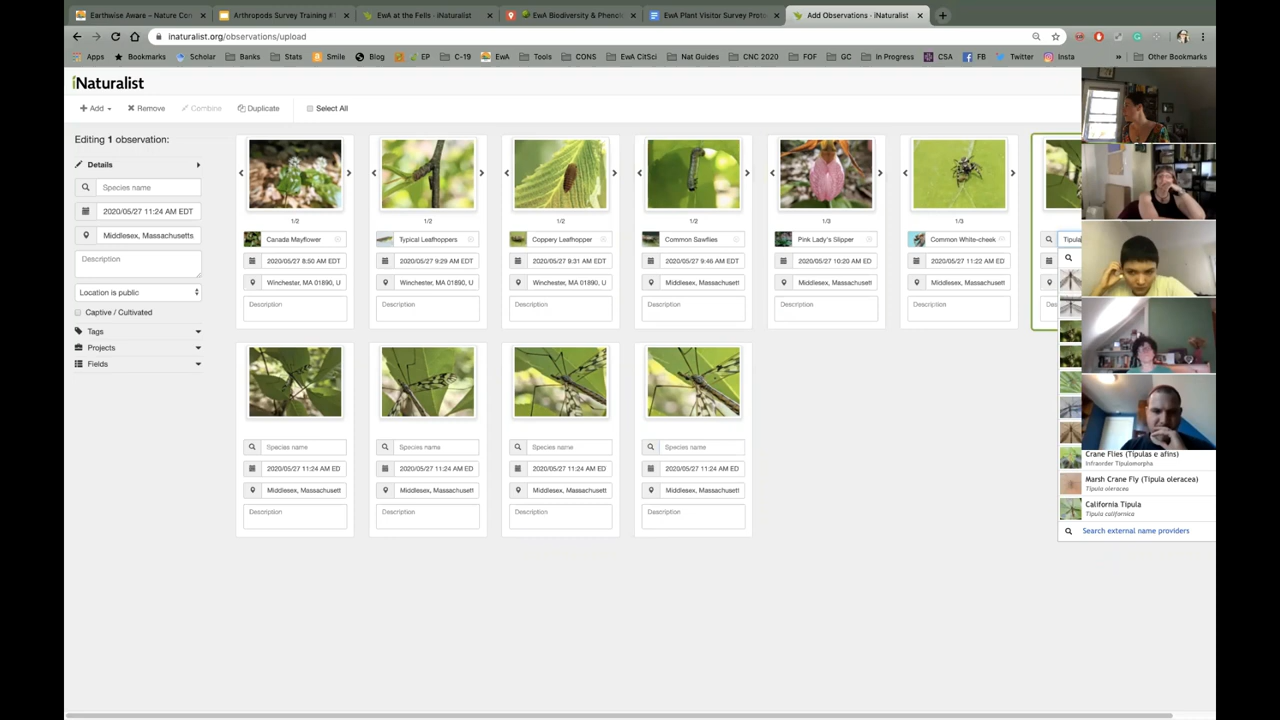 Earthwise Aware – Nature Con
Arthropods Survey Training #1
EwA at the Fells · iNaturalist
EwA Biodiversity & Phenolo
EwA Plant Visitor Survey Proto
Add Observations · iNaturalist
inaturalist.org/observations/upload
Apps
Bookmarks
Scholar
Banks
Stats
Smile
Blog
EP
C-19
EwA
Tools
CONS
EwA CitSci
Nat Guides
CNC 2020
FOF
GC
In Progress
CSA
FB
Twitter
Insta
»
Other Bookmarks
iNaturalist
Add
Remove
Combine
Duplicate
Select All
Editing 1 observation:
Details
Species name
2020/05/27 11:24 AM EDT
Middlesex, Massachusetts
Description
Location is public
Captive / Cultivated
Tags
Projects
Fields
1/2
Canada Mayflower
2020/05/27 8:50 AM EDT
Winchester, MA 01890, U
Description
1/2
Typical Leafhoppers
2020/05/27 9:29 AM EDT
Winchester, MA 01890, U
Description
1/2
Coppery Leafhopper
2020/05/27 9:31 AM EDT
Winchester, MA 01890, U
Description
1/2
Common Sawflies
2020/05/27 9:46 AM EDT
Middlesex, Massachusett
Description
1/3
Pink Lady's Slipper
2020/05/27 10:20 AM ED
Middlesex, Massachusett
Description
1/3
Common White-cheek
2020/05/27 11:22 AM ED
Middlesex, Massachusett
Description
Tipula
Crane Flies (Típulas e afins)
Infraorder Tipulomorpha
Marsh Crane Fly (Tipula oleracea)
Tipula oleracea
California Tipula
Tipula californica
Search external name providers
Species name
2020/05/27 11:24 AM ED
Middlesex, Massachusett
Description
Species name
2020/05/27 11:24 AM ED
Middlesex, Massachusett
Description
Species name
2020/05/27 11:24 AM ED
Middlesex, Massachusett
Description
Species name
2020/05/27 11:24 AM ED
Middlesex, Massachusett
Description